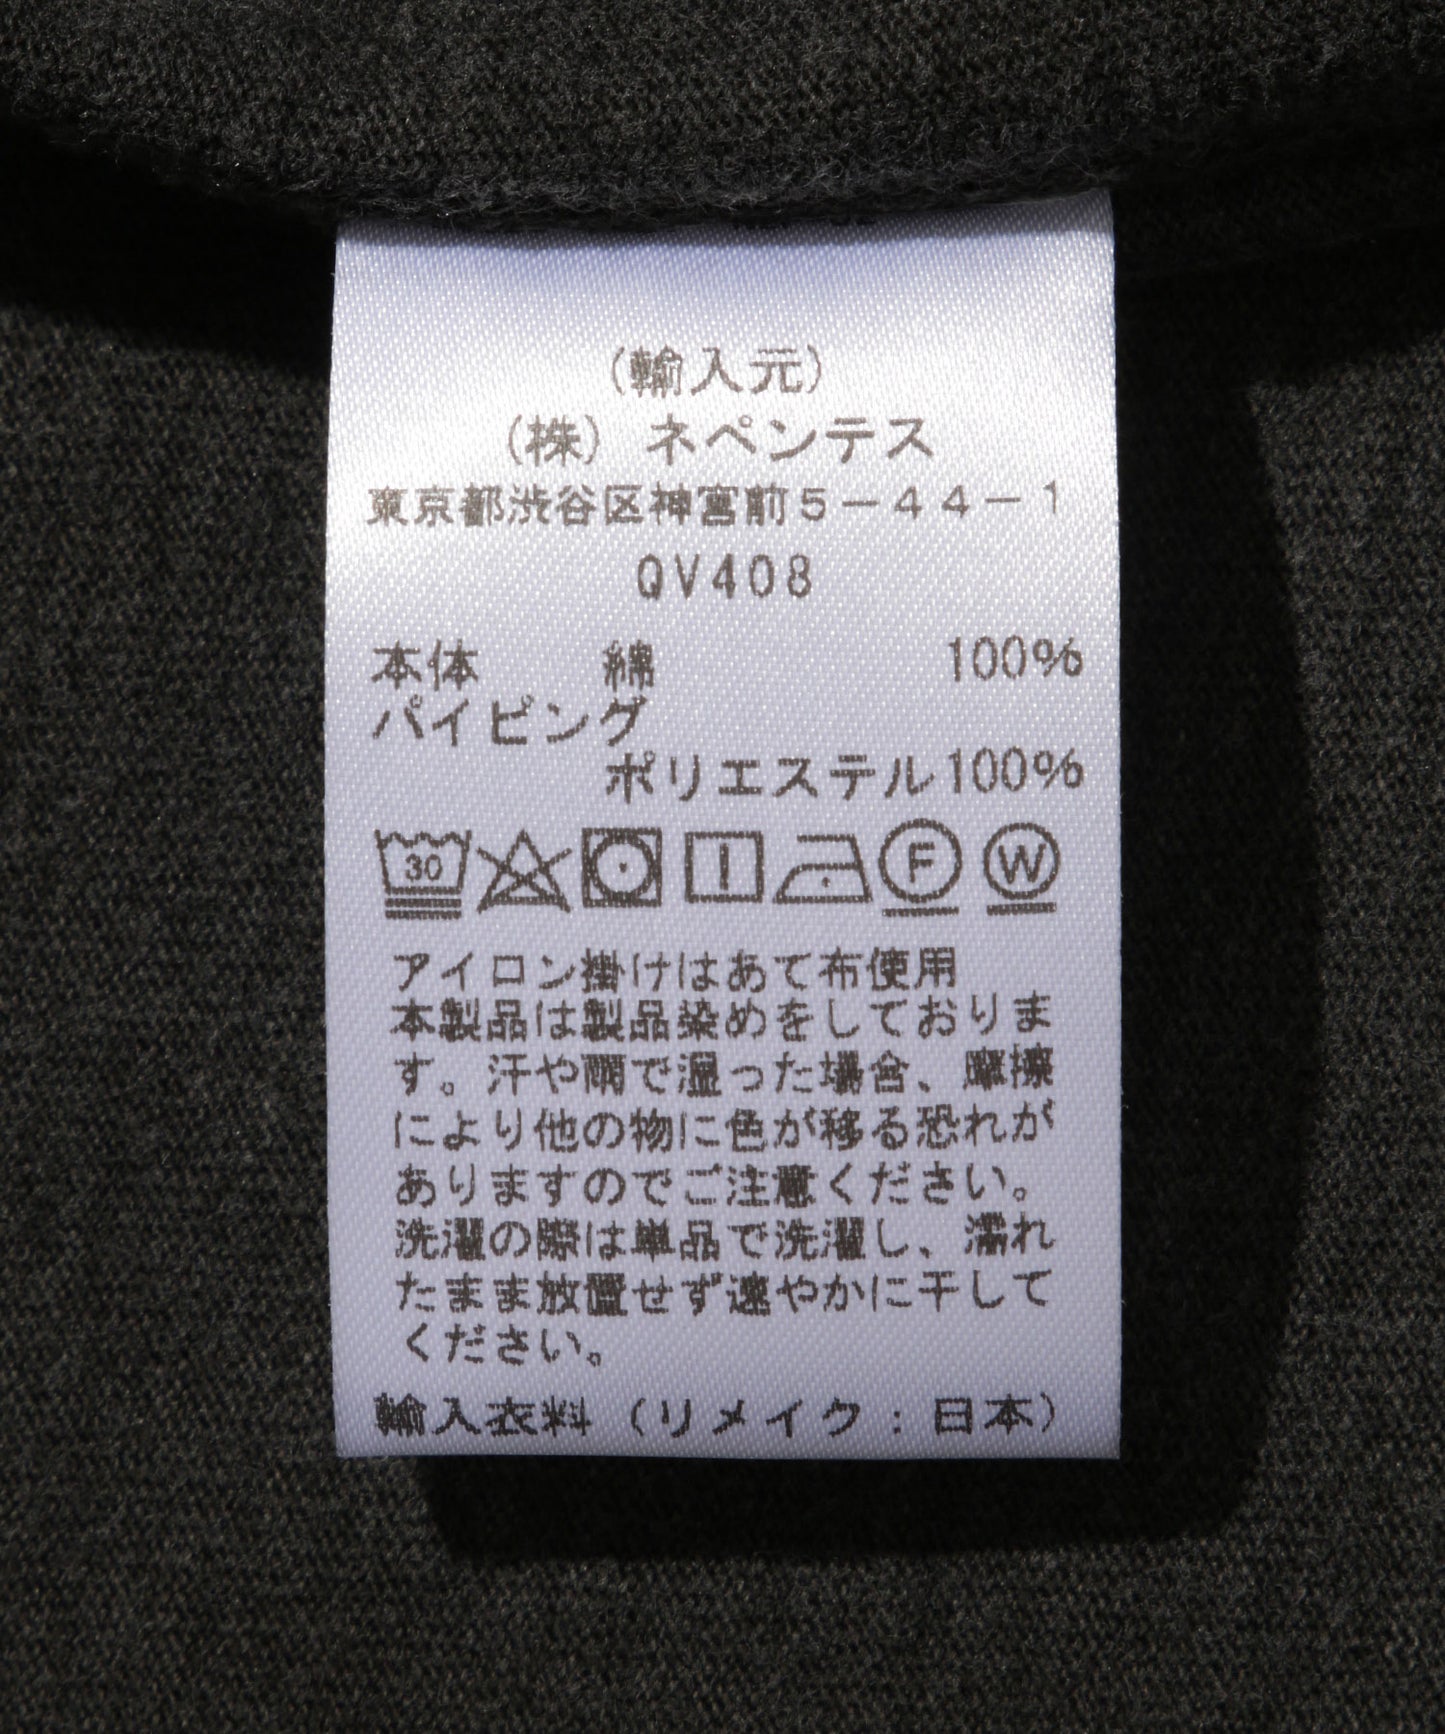 (輸入元)
(株) ネペンテス
東京都渋谷区神宮前5-44-1
QV408
本体 綿 100%
パイピング
ポリエステル100%
30 F W
アイロン掛けはあて布使用
本製品は製品染めをしておりま
す。汗や雨で湿った場合、摩擦
により他の物に色が移る恐れが
ありますのでご注意ください。
洗濯の際は単品で洗濯し、濡れ
たまま放置せず速やかに干して
ください。
輸入衣料(リメイク:日本)